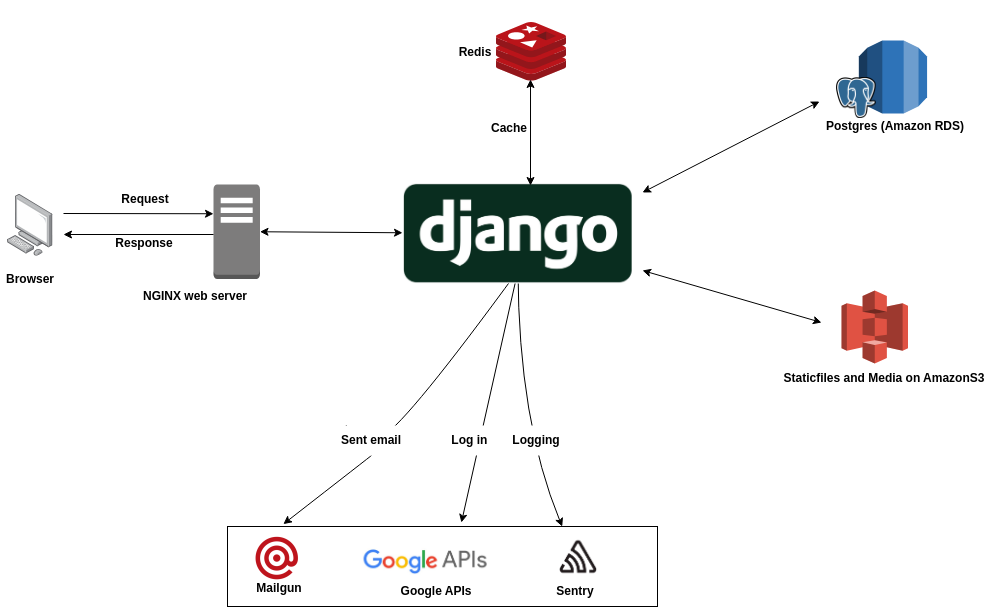 Redis
Cache
Postgres (Amazon RDS)
Request
Response
Browser
NGINX web server
django
Staticfiles and Media on AmazonS3
Sent email
Log in
Logging
Google APIs
Mailgun
Google APIs
Sentry